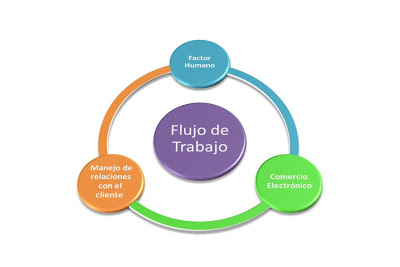 Factor
Humano
Flujo de
Trabajo
Manejo de
relaciones
con el
cliente
Comercio
Electrónico